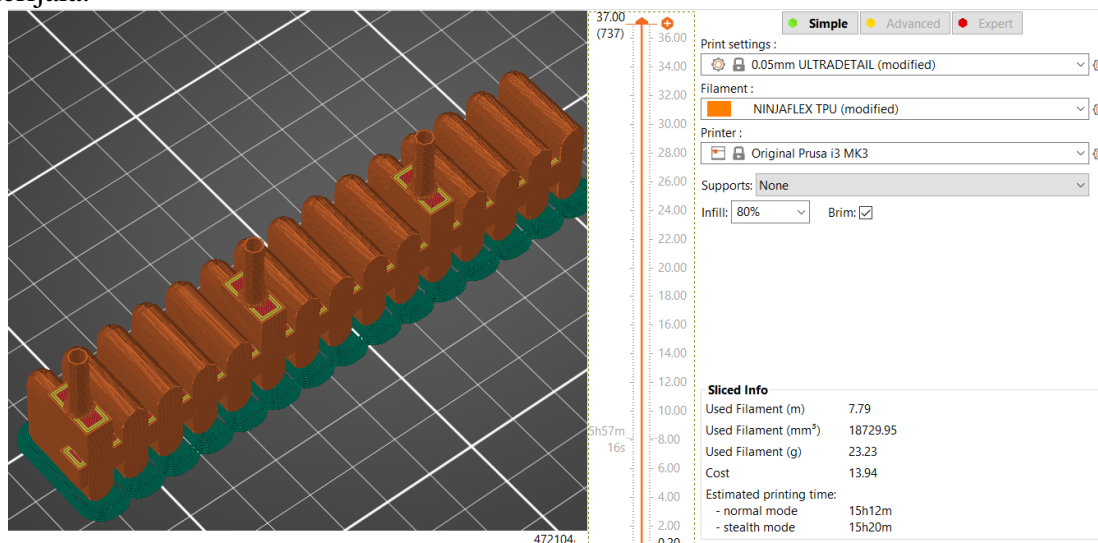 37.00
(737)
36.00
34.00
32.00
30.00
28.00
26.00
24.00
22.00
20.00
18.00
16.00
14.00
12.00
10.00
5h57m
16s
8.00
6.00
4.00
2.00
0.20
472104
Simple
Advanced
Expert
Print settings :
0.05mm ULTRADETAIL (modified)
Filament :
NINJAFLEX TPU (modified)
Printer :
Original Prusa i3 MK3
Supports: None
Infill: 80% Brim:
Sliced Info
Used Filament (m) 7.79
Used Filament (mm³) 18729.95
Used Filament (g) 23.23
Cost 13.94
Estimated printing time:
- normal mode 15h12m
- stealth mode 15h20m